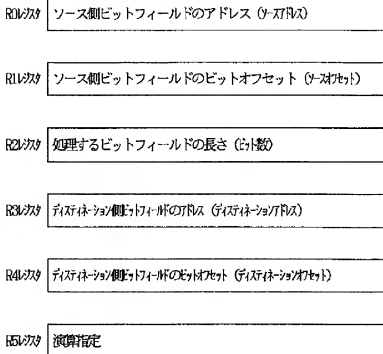 R0レジスタ ソース側ビットフィールドのアドレス (ソースアドレス)
R1レジスタ ソース側ビットフィールドのビットオフセット (ソースオフセット)
R2レジスタ 処理するビットフィールドの長さ (ビット数)
R3レジスタ ディスティネーション側ビットフィールドのアドレス (ディスティネーションアドレス)
R4レジスタ ディスティネーション側ビットフィールドのビットオフセット (ディスティネーションオフセット)
R5レジスタ 演算指定